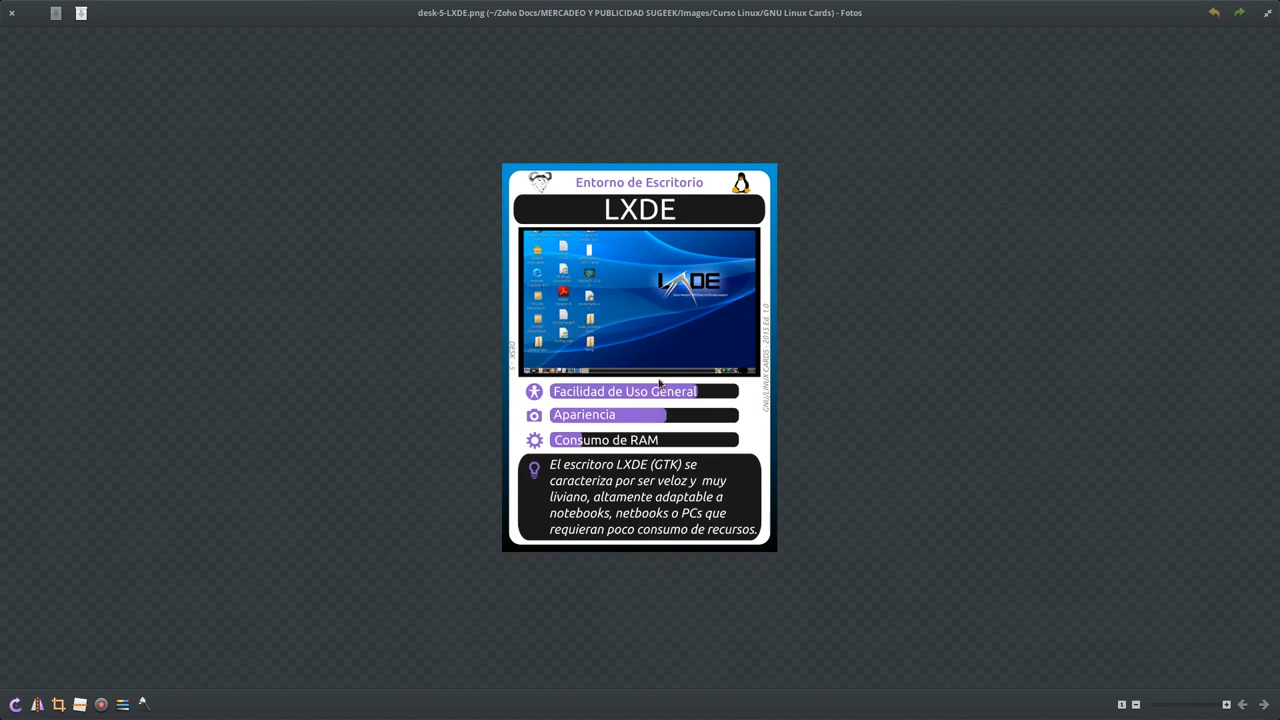 desk-5-LXDE.png (~/Zoho Docs/MERCADEO Y PUBLICIDAD SUGEEK/Images/Curso Linux/GNU Linux Cards) - Fotos
Entorno de Escritorio
LXDE
LXDE
DESK - 5
GNU/LINUX CARDS - 2015 Ed. 1.0
Facilidad de Uso General
Apariencia
Consumo de RAM
El escritoro LXDE (GTK) se
caracteriza por ser veloz y muy
liviano, altamente adaptable a
notebooks, netbooks o PCs que
requieran poco consumo de recursos.